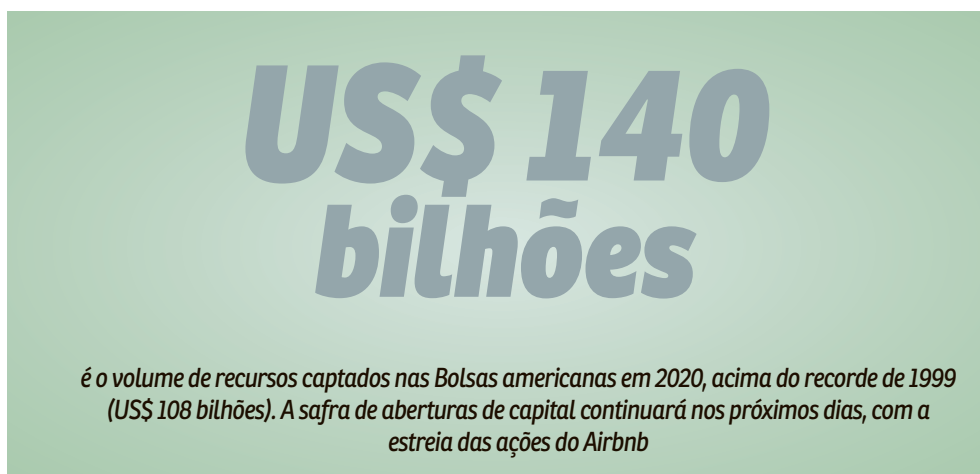 US$ 140
bilhões
é o volume de recursos captados nas Bolsas americanas em 2020, acima do recorde de 1999
(US$ 108 bilhões). A safra de aberturas de capital continuará nos próximos dias, com a
estreia das ações do Airbnb